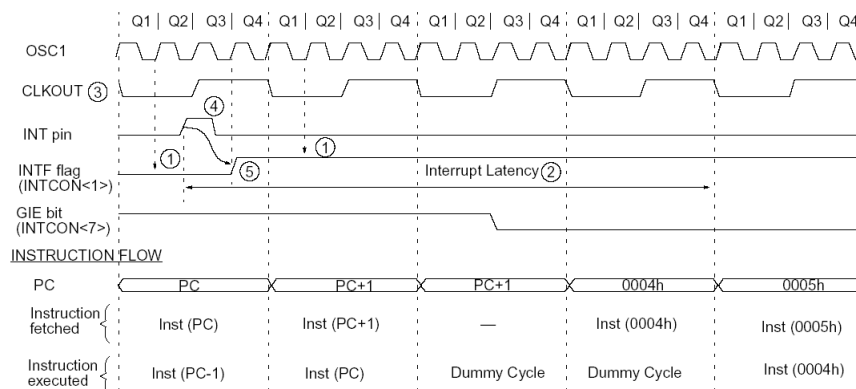 Q1 | Q2 | Q3 | Q4 Q1 | Q2 | Q3 | Q4 Q1 | Q2 | Q3 | Q4 Q1 | Q2 | Q3 | Q4 Q1 | Q2 | Q3 | Q4
OSC1
CLKOUT ③
④
INT pin
① ①
INTF flag ⑤ Interrupt Latency ②
(INTCON<1>)
GIE bit
(INTCON<7>)
INSTRUCTION FLOW
PC PC PC+1 PC+1 0004h 0005h
Instruction
fetched
Inst (PC) Inst (PC+1) — Inst (0004h) Inst (0005h)
Instruction
executed
Inst (PC-1) Inst (PC) Dummy Cycle Dummy Cycle Inst (0004h)